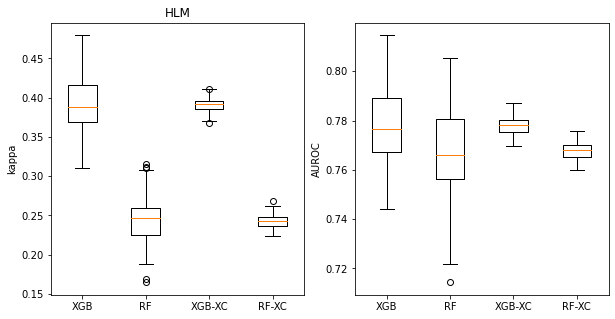 HLM
kappa
0.45
0.40
0.35
0.30
0.25
0.20
0.15
XGB RF XGB-XC RF-XC
AUROC
0.80
0.78
0.76
0.74
0.72
XGB RF XGB-XC RF-XC